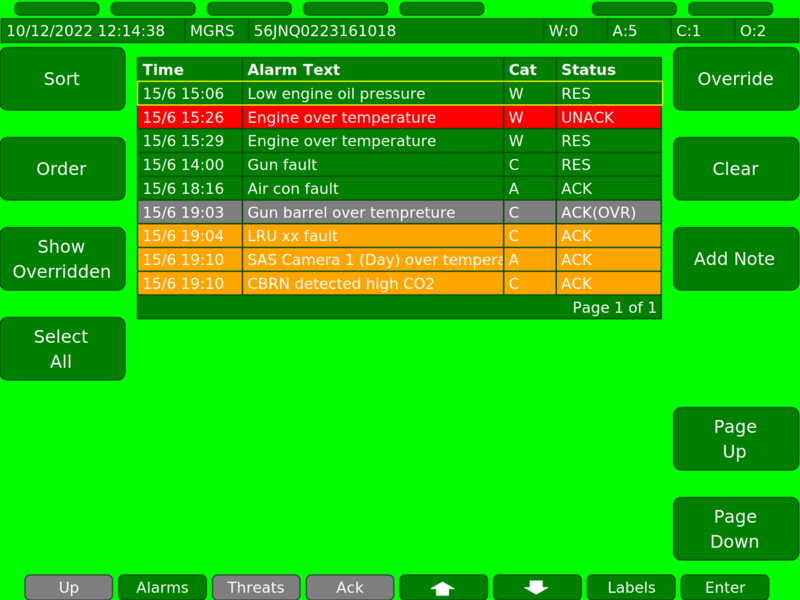 10/12/2022 12:14:38 MGRS 56JNQ0223161018 W:0 A:5 C:1 O:2
Sort
Order
Show
Overridden
Select
All
Time Alarm Text Cat Status
15/6 15:06 Low engine oil pressure W RES
15/6 15:26 Engine over temperature W UNACK
15/6 15:29 Engine over temperature W RES
15/6 14:00 Gun fault C RES
15/6 18:16 Air con fault A ACK
15/6 19:03 Gun barrel over tempreture C ACK(OVR)
15/6 19:04 LRU xx fault C ACK
15/6 19:10 SAS Camera 1 (Day) over tempera A ACK
15/6 19:10 CBRN detected high CO2 C ACK
Page 1 of 1
Override
Clear
Add Note
Page
Up
Page
Down
Up Alarms Threats Ack Labels Enter